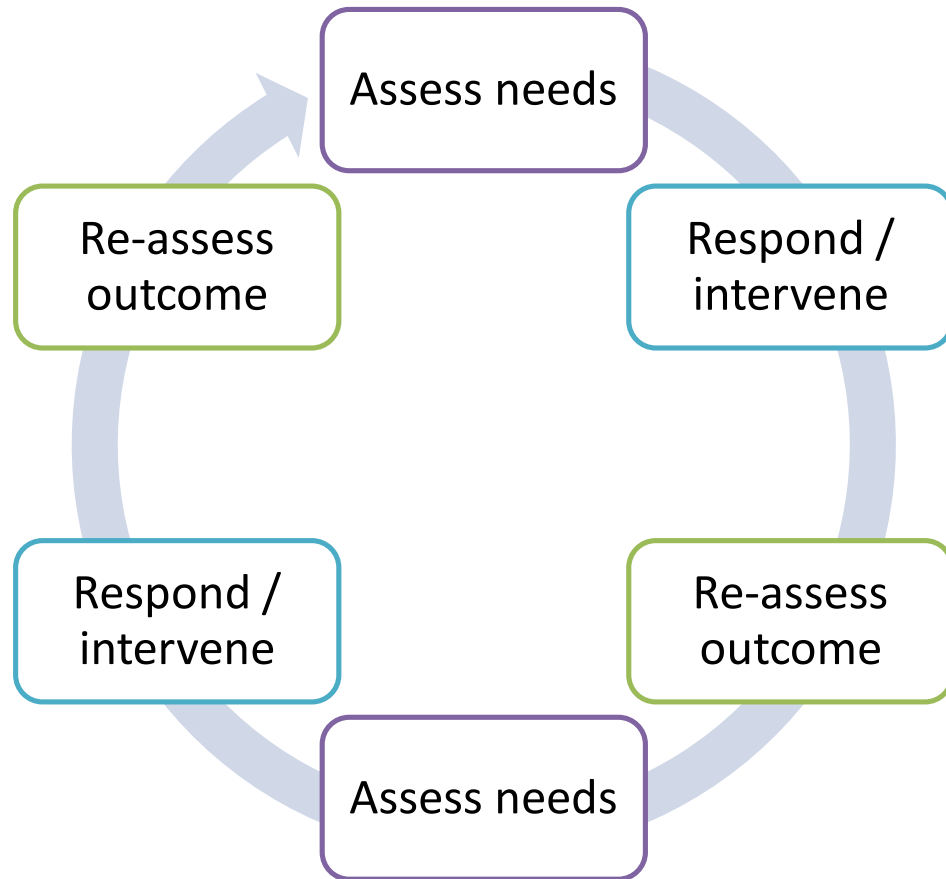 Assess needs
Respond /
intervene
Re-assess
outcome
Assess needs
Respond /
intervene
Re-assess
outcome